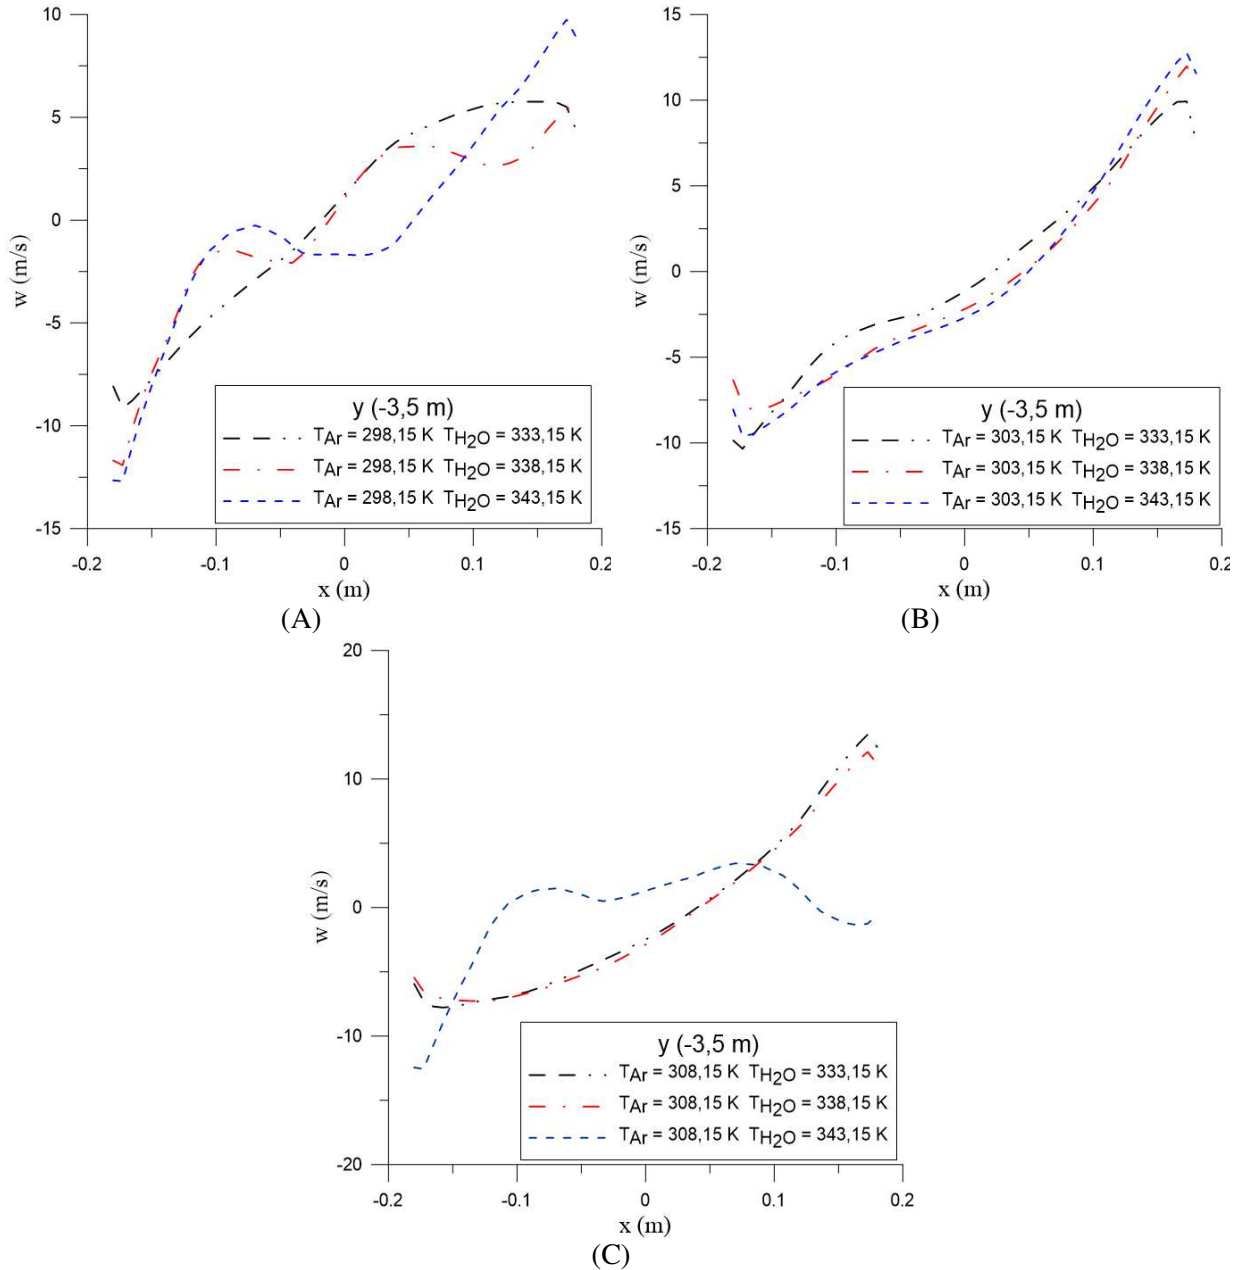 10
5
0
-5
-10
-15
w (m/s)
y (-3,5 m)
TAr = 298,15 K TH2O = 333,15 K
TAr = 298,15 K TH2O = 338,15 K
TAr = 298,15 K TH2O = 343,15 K
-0.2 -0.1 0 0.1 0.2
x (m)
(A)
15
10
5
0
-5
-10
-15
w (m/s)
y (-3,5 m)
TAr = 303,15 K TH2O = 333,15 K
TAr = 303,15 K TH2O = 338,15 K
TAr = 303,15 K TH2O = 343,15 K
-0.2 -0.1 0 0.1 0.2
x (m)
(B)
20
10
0
-10
-20
w (m/s)
y (-3,5 m)
TAr = 308,15 K TH2O = 333,15 K
TAr = 308,15 K TH2O = 338,15 K
TAr = 308,15 K TH2O = 343,15 K
-0.2 -0.1 0 0.1 0.2
x (m)
(C)